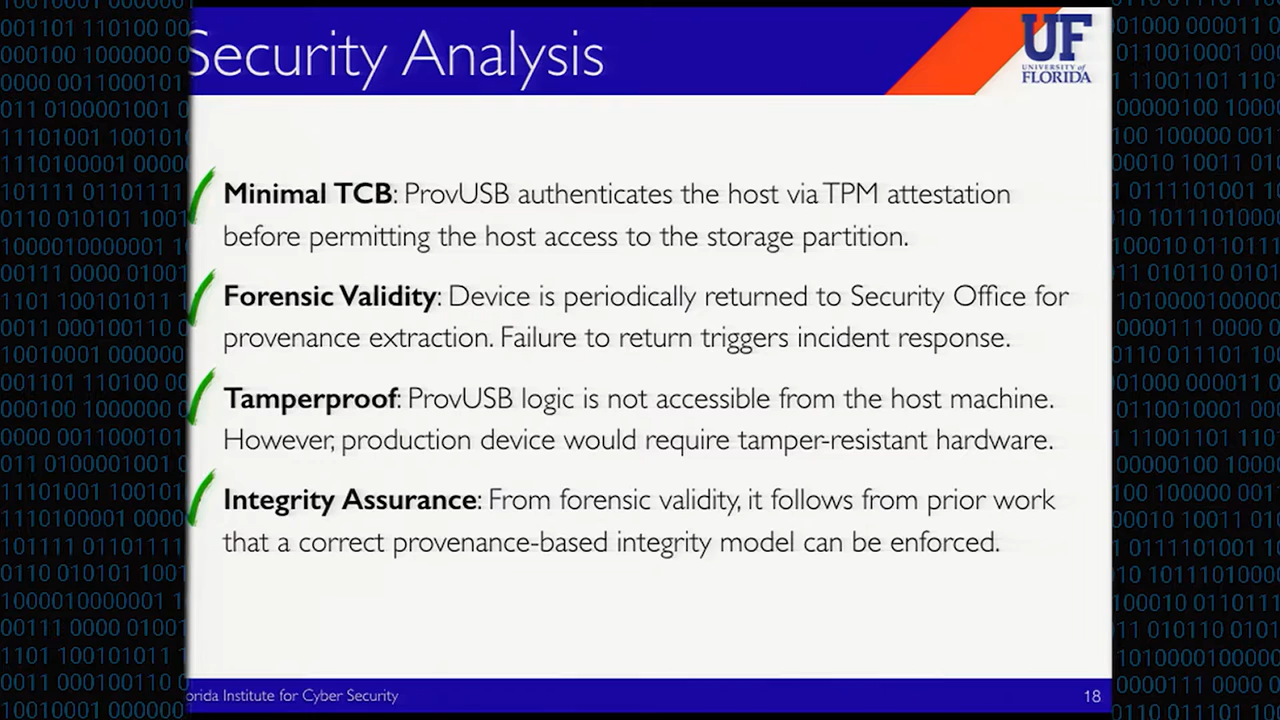 Security Analysis
UF
UNIVERSITY of
FLORIDA
Minimal TCB: ProvUSB authenticates the host via TPM attestation
before permitting the host access to the storage partition.
Forensic Validity: Device is periodically returned to Security Office for
provenance extraction. Failure to return triggers incident response.
Tamperproof: ProvUSB logic is not accessible from the host machine.
However, production device would require tamper-resistant hardware.
Integrity Assurance: From forensic validity, it follows from prior work
that a correct provenance-based integrity model can be enforced.
orida Institute for Cyber Security
18